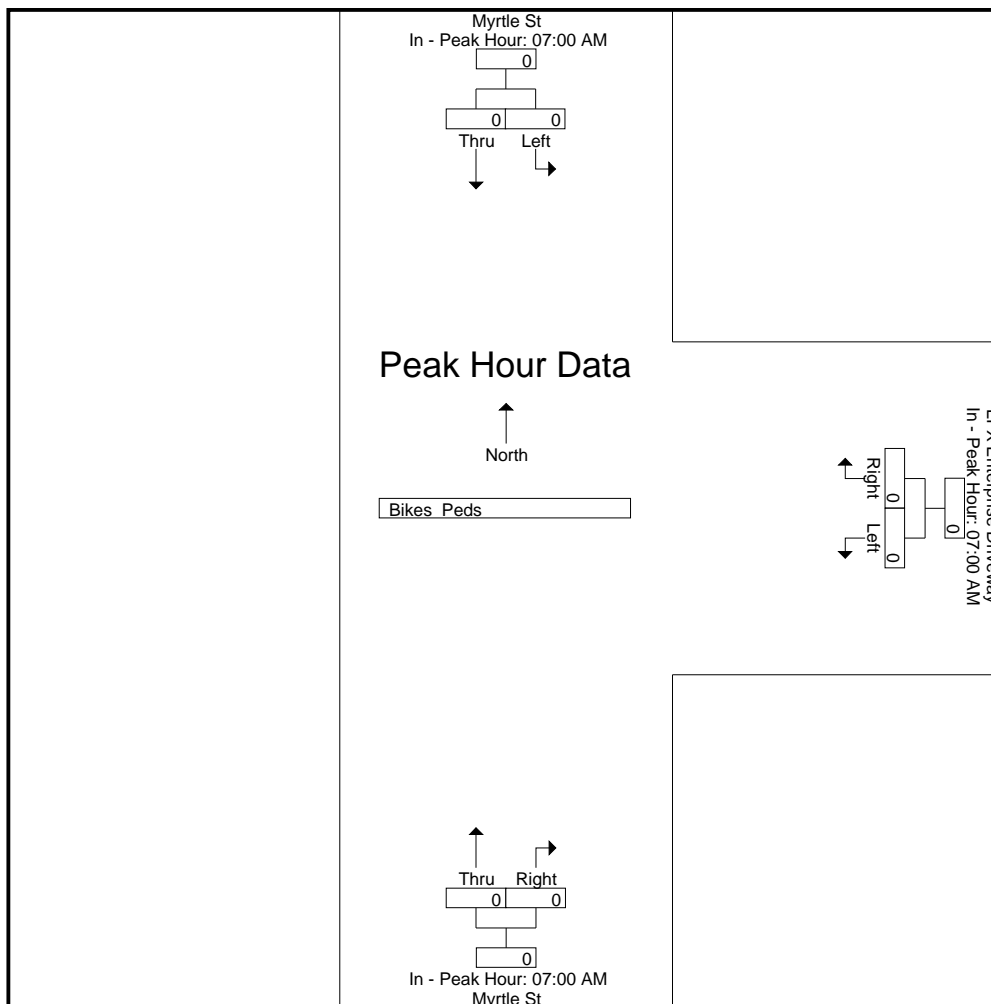 Myrtle St
In - Peak Hour: 07:00 AM
0
0 0
Thru Left
Peak Hour Data
North
Bikes Peds
Right
Left
0
0
0
In - Peak Hour: 07:00 AM
Enterprise Driveway
Thru Right
0 0
0
In - Peak Hour: 07:00 AM
Myrtle St